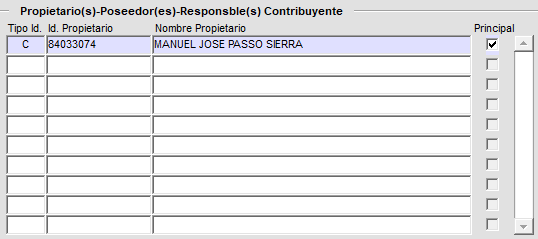 Propietario(s)-Poseedor(es)-Responsble(s) Contribuyente
Tipo Id. Id. Propietario Nombre Propietario Principal
C 84033074 MANUEL JOSE PASSO SIERRA